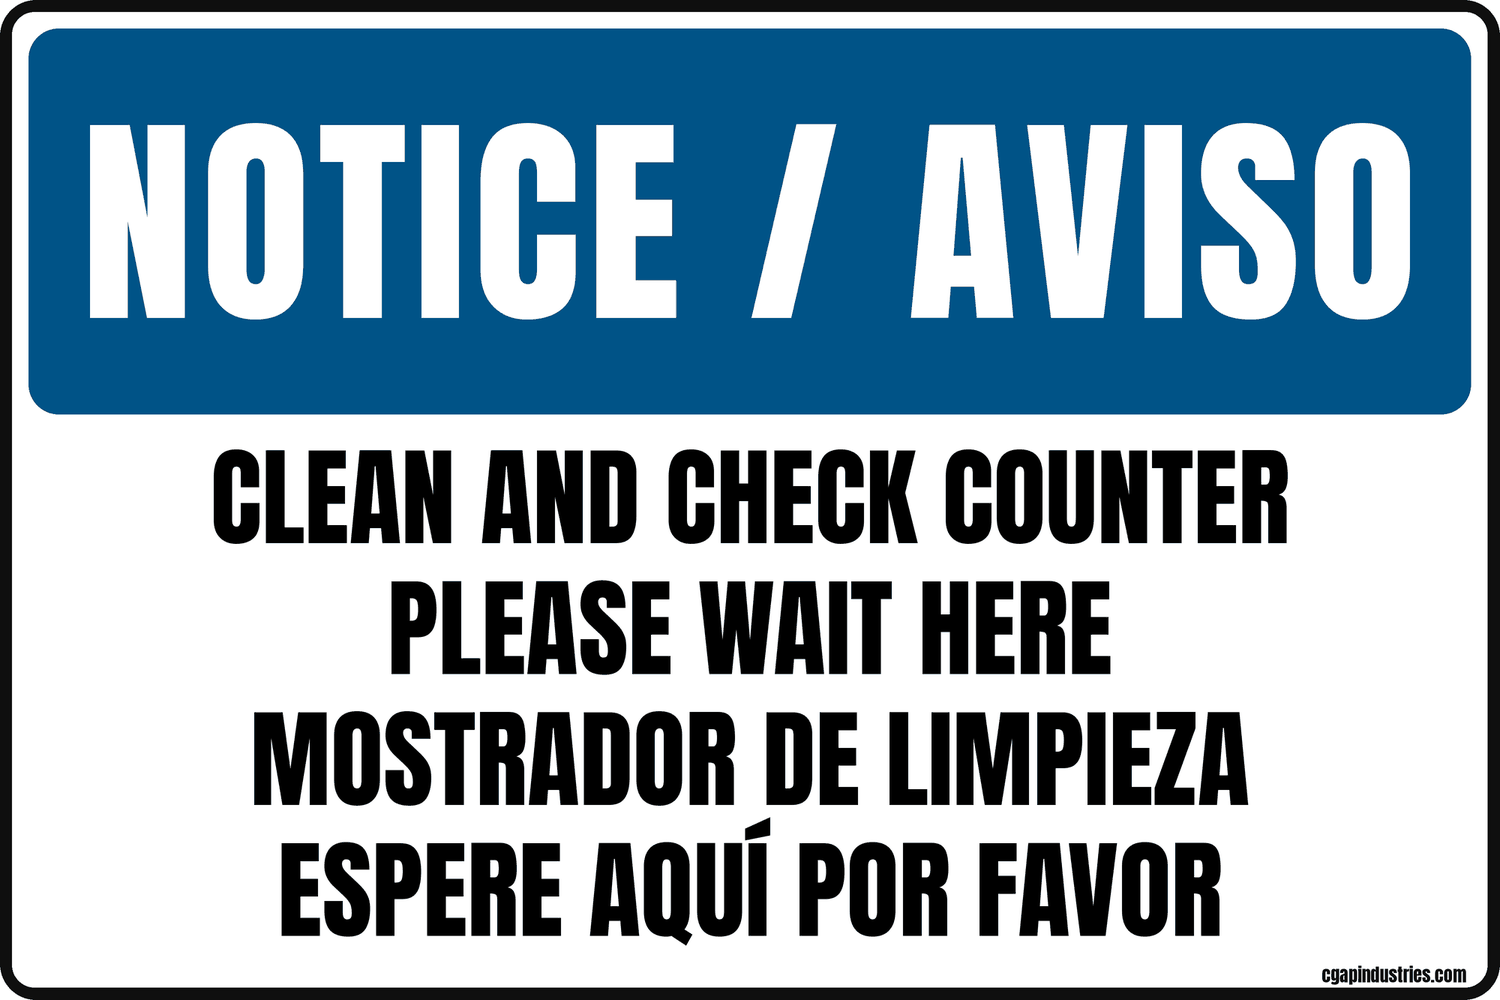 NOTICE / AVISO
CLEAN AND CHECK COUNTER
PLEASE WAIT HERE
MOSTRADOR DE LIMPIEZA
ESPERE AQUÍ POR FAVOR
cgapindustries.com